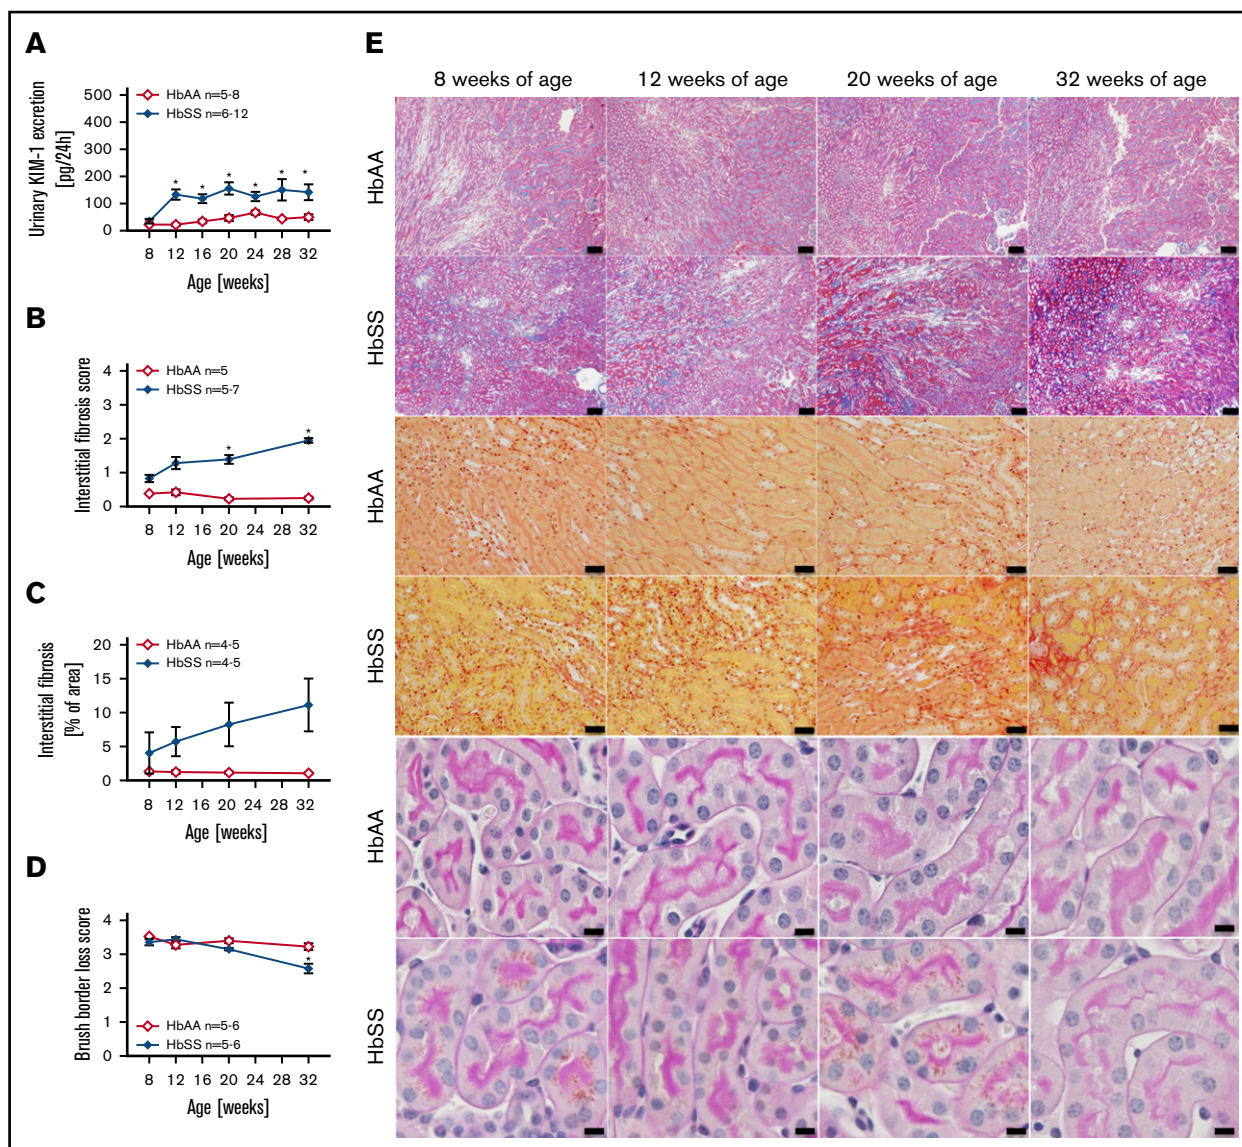 A
HbAA n=5-8
HbSS n=6-12
Urinary KIM-1 excretion
[pg/24h]
500
400
300
200
100
0
* * * * * *
8 12 16 20 24 28 32
Age [weeks]
B
HbAA n=5
HbSS n=5-7
Interstitial fibrosis score
4
3
2
1
0
* *
8 12 16 20 24 28 32
Age [weeks]
C
HbAA n=4-5
HbSS n=4-5
Interstitial fibrosis
[% of area]
20
15
10
5
0
8 12 16 20 24 28 32
Age [weeks]
D
Brush border loss score
4
3
2
1
0
*
HbAA n=5-6
HbSS n=5-6
8 12 16 20 24 28 32
Age [weeks]
E
8 weeks of age 12 weeks of age 20 weeks of age 32 weeks of age
HbAA
HbSS
HbAA
HbSS
HbAA
HbSS